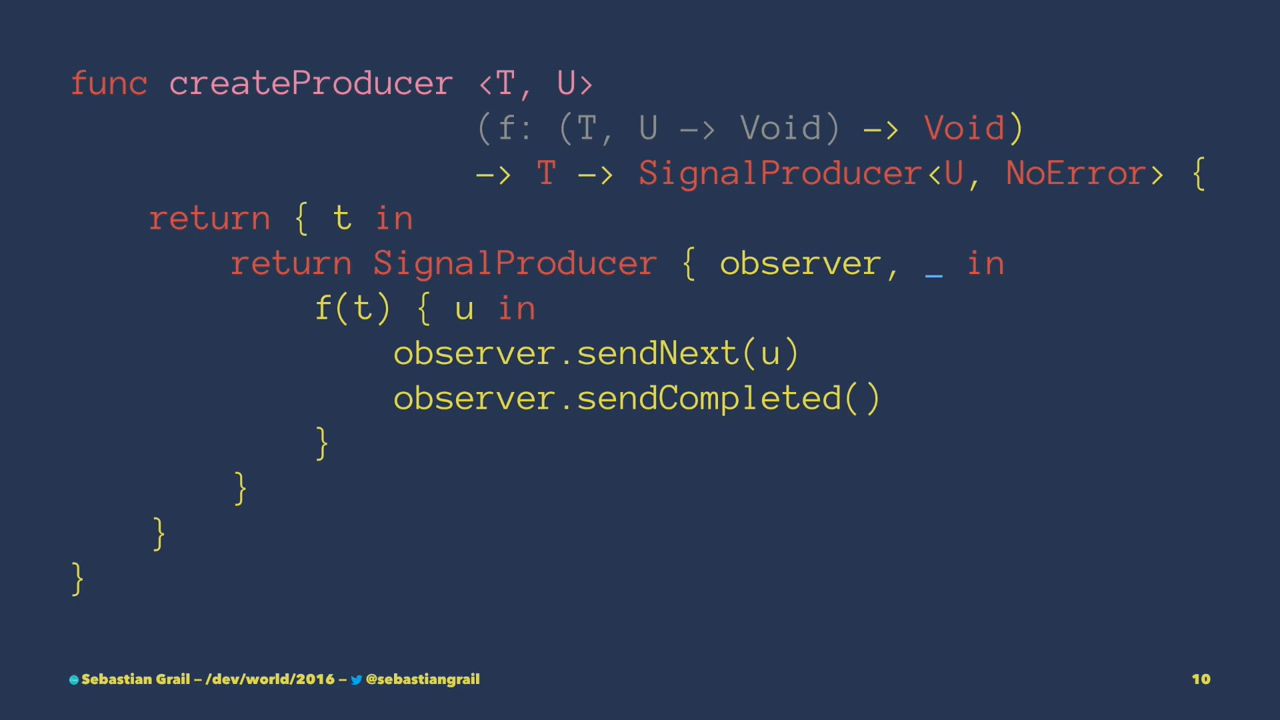 func createProducer <T, U>
                    (f: (T, U -> Void) -> Void)
                    -> T -> SignalProducer<U, NoError> {
    return { t in
        return SignalProducer { observer, _ in
            f(t) { u in
                observer.sendNext(u)
                observer.sendCompleted()
            }
        }
    }
}
Sebastian Grail – /dev/world/2016 – @sebastiangrail
10